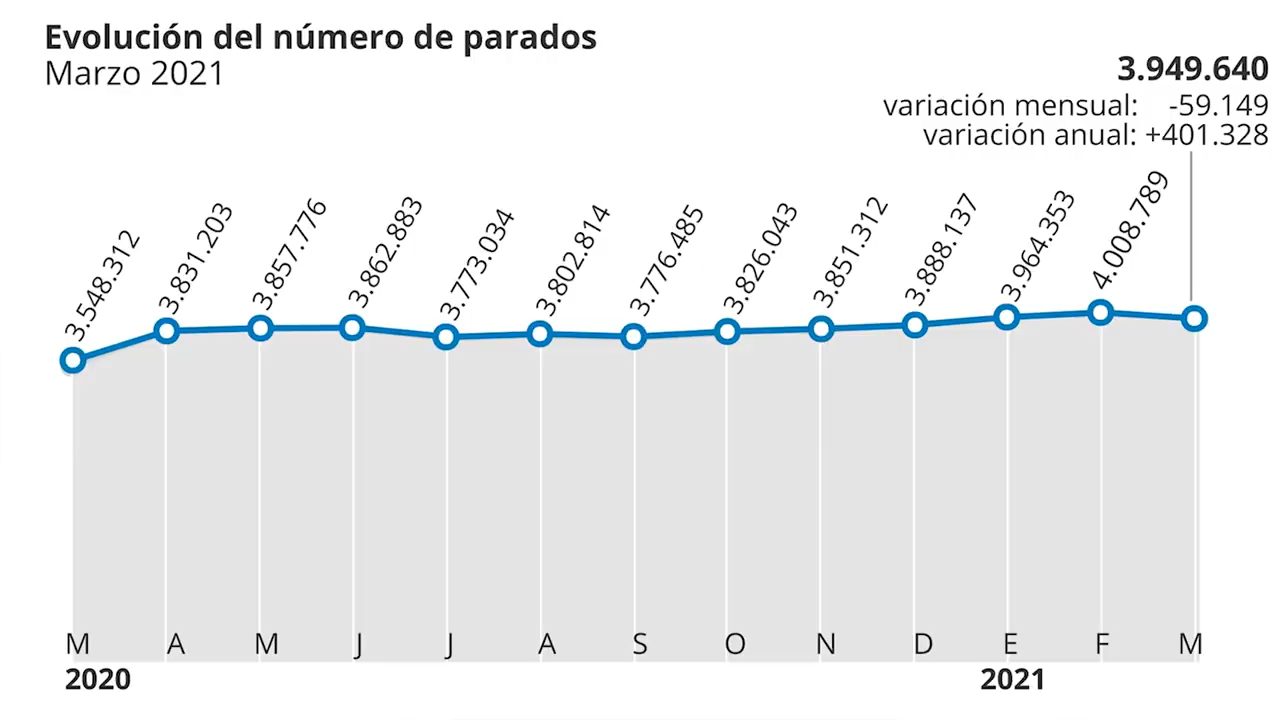 Evolución del número de parados
Marzo 2021
3.949.640
variación mensual: -59.149
variación anual: +401.328
3.548.312
3.831.203
3.857.776
3.862.883
3.773.034
3.802.814
3.776.485
3.826.043
3.851.312
3.888.137
3.964.353
4.008.789
M A M J J A S O N D E F M
2020 2021